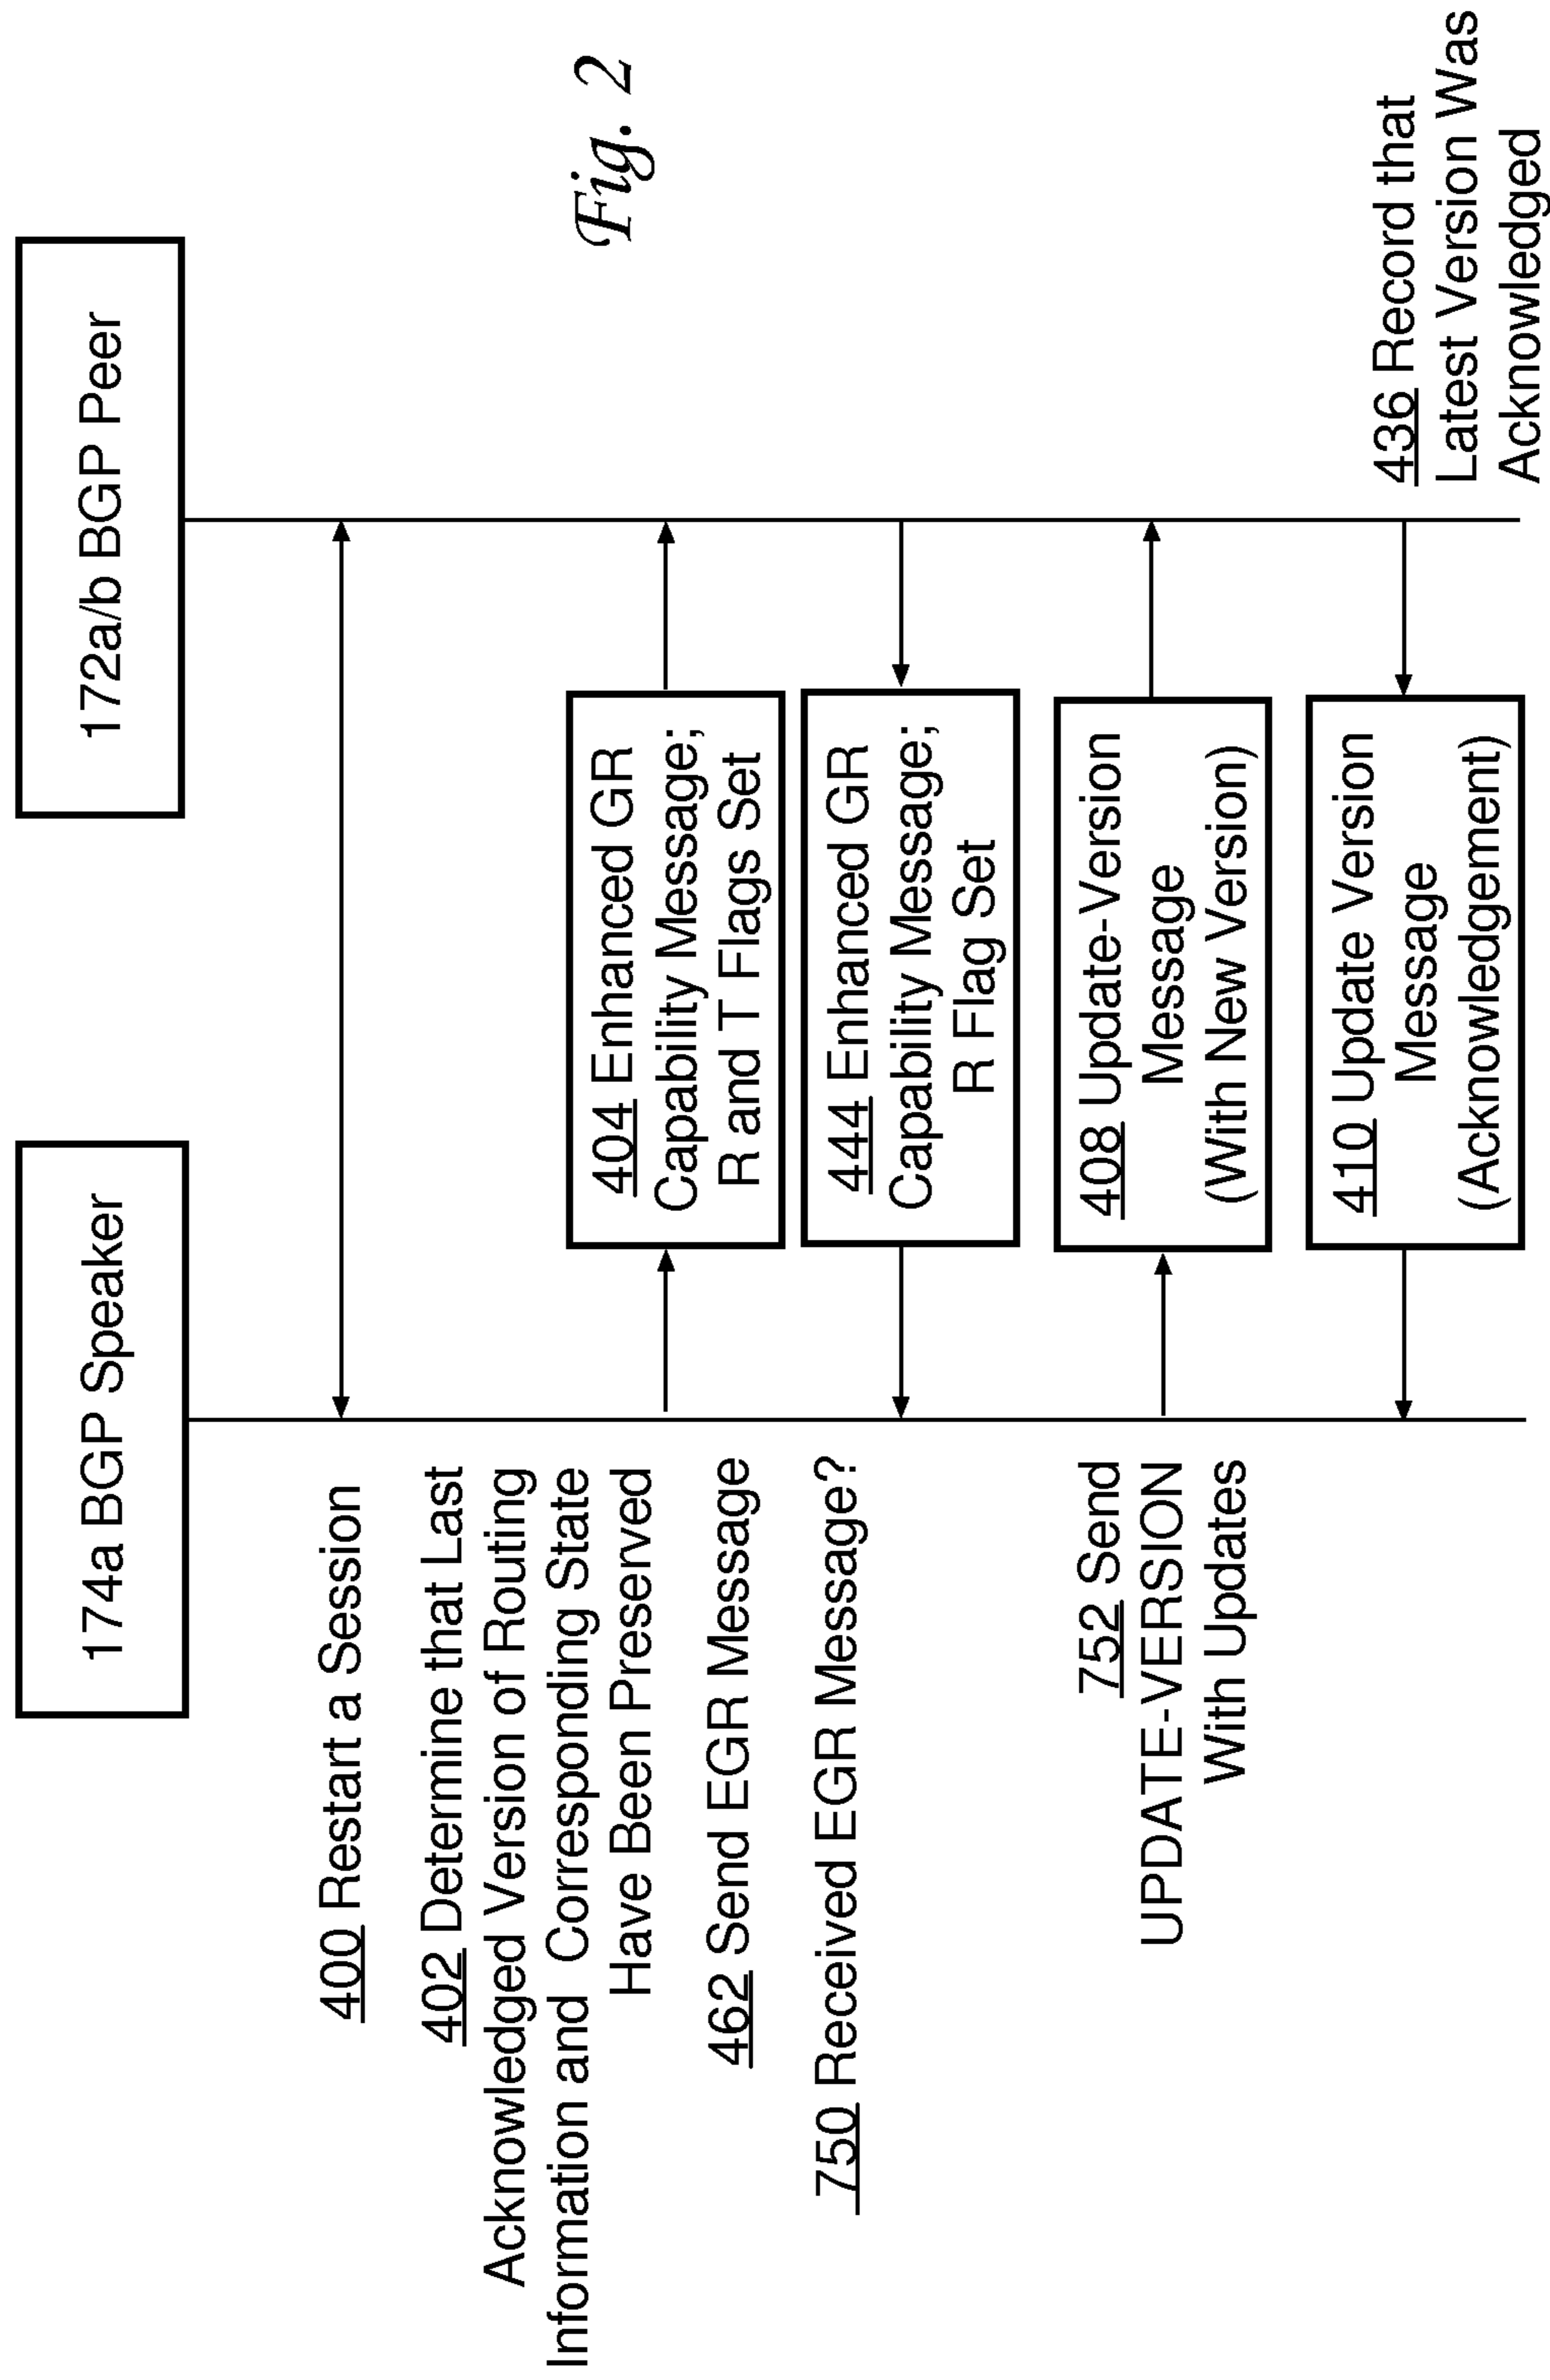 174a BGP Speaker
172a/b BGP Peer
400 Restart a Session
402 Determine that Last
Acknowledged Version of Routing
Information and Corresponding State
Have Been Preserved
462 Send EGR Message
404 Enhanced GR
Capability Message;
R and T Flags Set
Fig. 2
750 Received EGR Message?
444 Enhanced GR
Capability Message;
R Flag Set
752 Send
UPDATE-VERSION
With Updates
408 Update-Version
Message
(With New Version)
410 Update Version
Message
(Acknowledgement)
436 Record that
Latest Version Was
Acknowledged